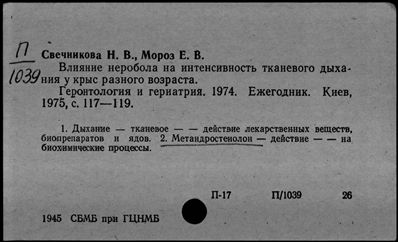 П
1039
Свечникова Н. В., Мороз Е. В.
Влияние неробола на интенсивность тканевого дыха-
ния у крыс разного возраста.
Геронтология и гериатрия. 1974. Ежегодник. Киев,
1975, с. 117—119.
1. Дыхание — тканевое — — действие лекарственных веществ,
биопрепаратов и ядов. 2. Метандростенолон — действие — — на
биохимические процессы.
П-17 П/1039 26
1945 СБМБ при ГЦНМБ